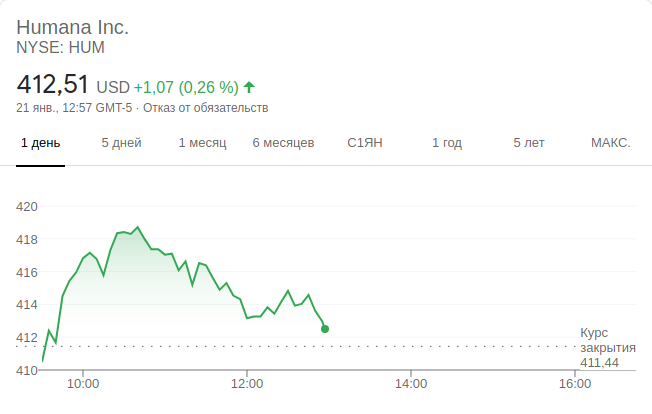 Humana Inc.
NYSE: HUM
412,51 USD +1,07 (0,26 %)
21 янв., 12:57 GMT-5 · Отказ от обязательств
1 день 5 дней 1 месяц 6 месяцев С1ЯН 1 год 5 лет МАКС.
420
418
416
414
412
410
Курс
закрытия
411,44
10:00 12:00 14:00 16:00